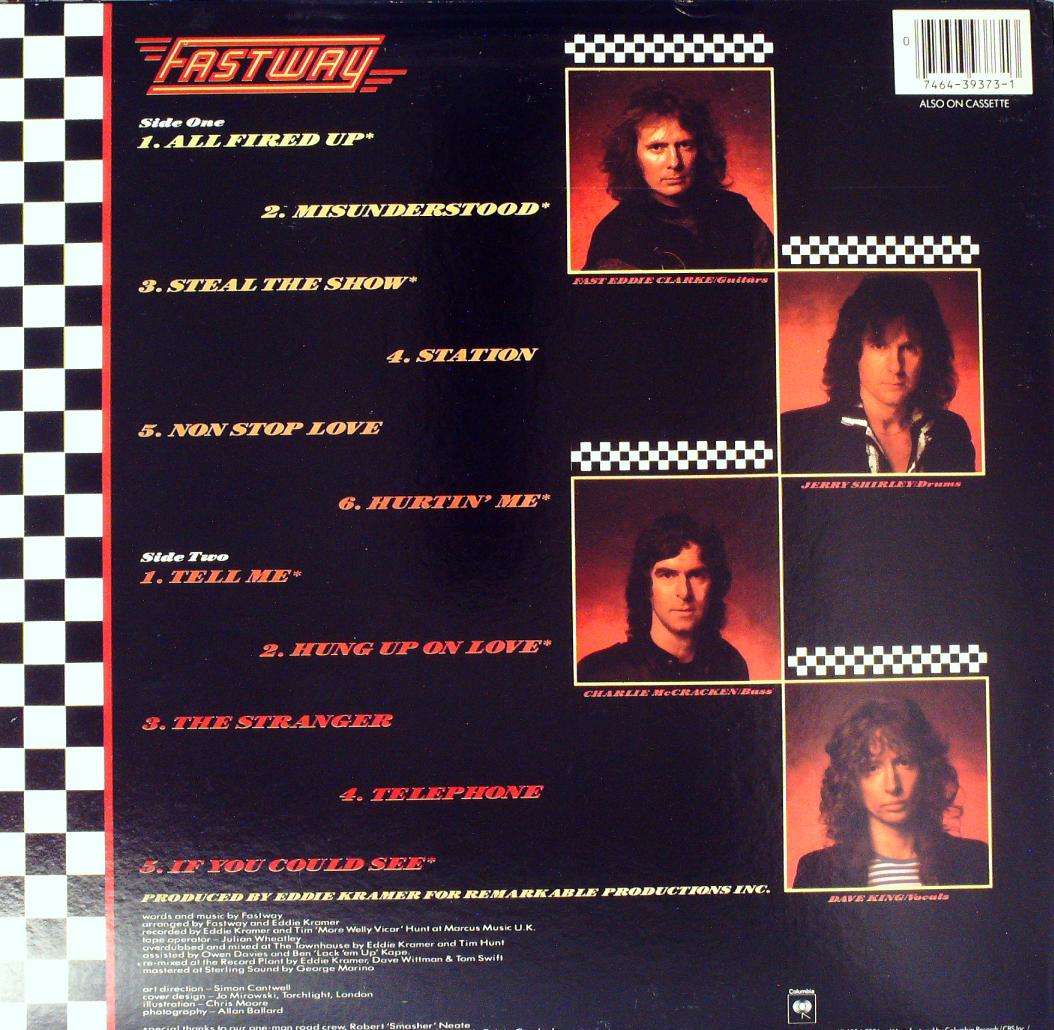 FASTWAY
0
7464-39373-1
ALSO ON CASSETTE
Side One
1. ALL FIRED UP*
2. MISUNDERSTOOD*
3. STEAL THE SHOW*
4. STATION
5. NON STOP LOVE
6. HURTIN' ME*
Side Two
1. TELL ME*
2. HUNG UP ON LOVE*
3. THE STRANGER
4. TELEPHONE
5. IF YOU COULD SEE*
FAST EDDIE CLARKE/Guitars
JERRY SHIRLEY/Drums
CHARLIE McCRACKEN/Bass
DAVE KING/Vocals
PRODUCED BY EDDIE KRAMER FOR REMARKABLE PRODUCTIONS INC.
words and music by Fastway
arranged by Fastway and Eddie Kramer
recorded by Eddie Kramer and Tim 'More Welly Vicar' Hunt at Marcus Music U.K.
tape operator – Julian Wheatley
overdubbed and mixed at The Townhouse by Eddie Kramer and Tim Hunt
assisted by Owen Davies and Ben 'Lack 'em Up' Kape
*re-mixed at the Record Plant by Eddie Kramer, Dave Wittman & Tom Swift
mastered at Sterling Sound by George Marino
art direction – Simon Cantwell
cover design – Jo Mirowski, Torchlight, London
illustration – Chris Moore
photography – Allan Ballard
special thanks to our one-man road crew, Robert 'Smasher' Neate
Columbia